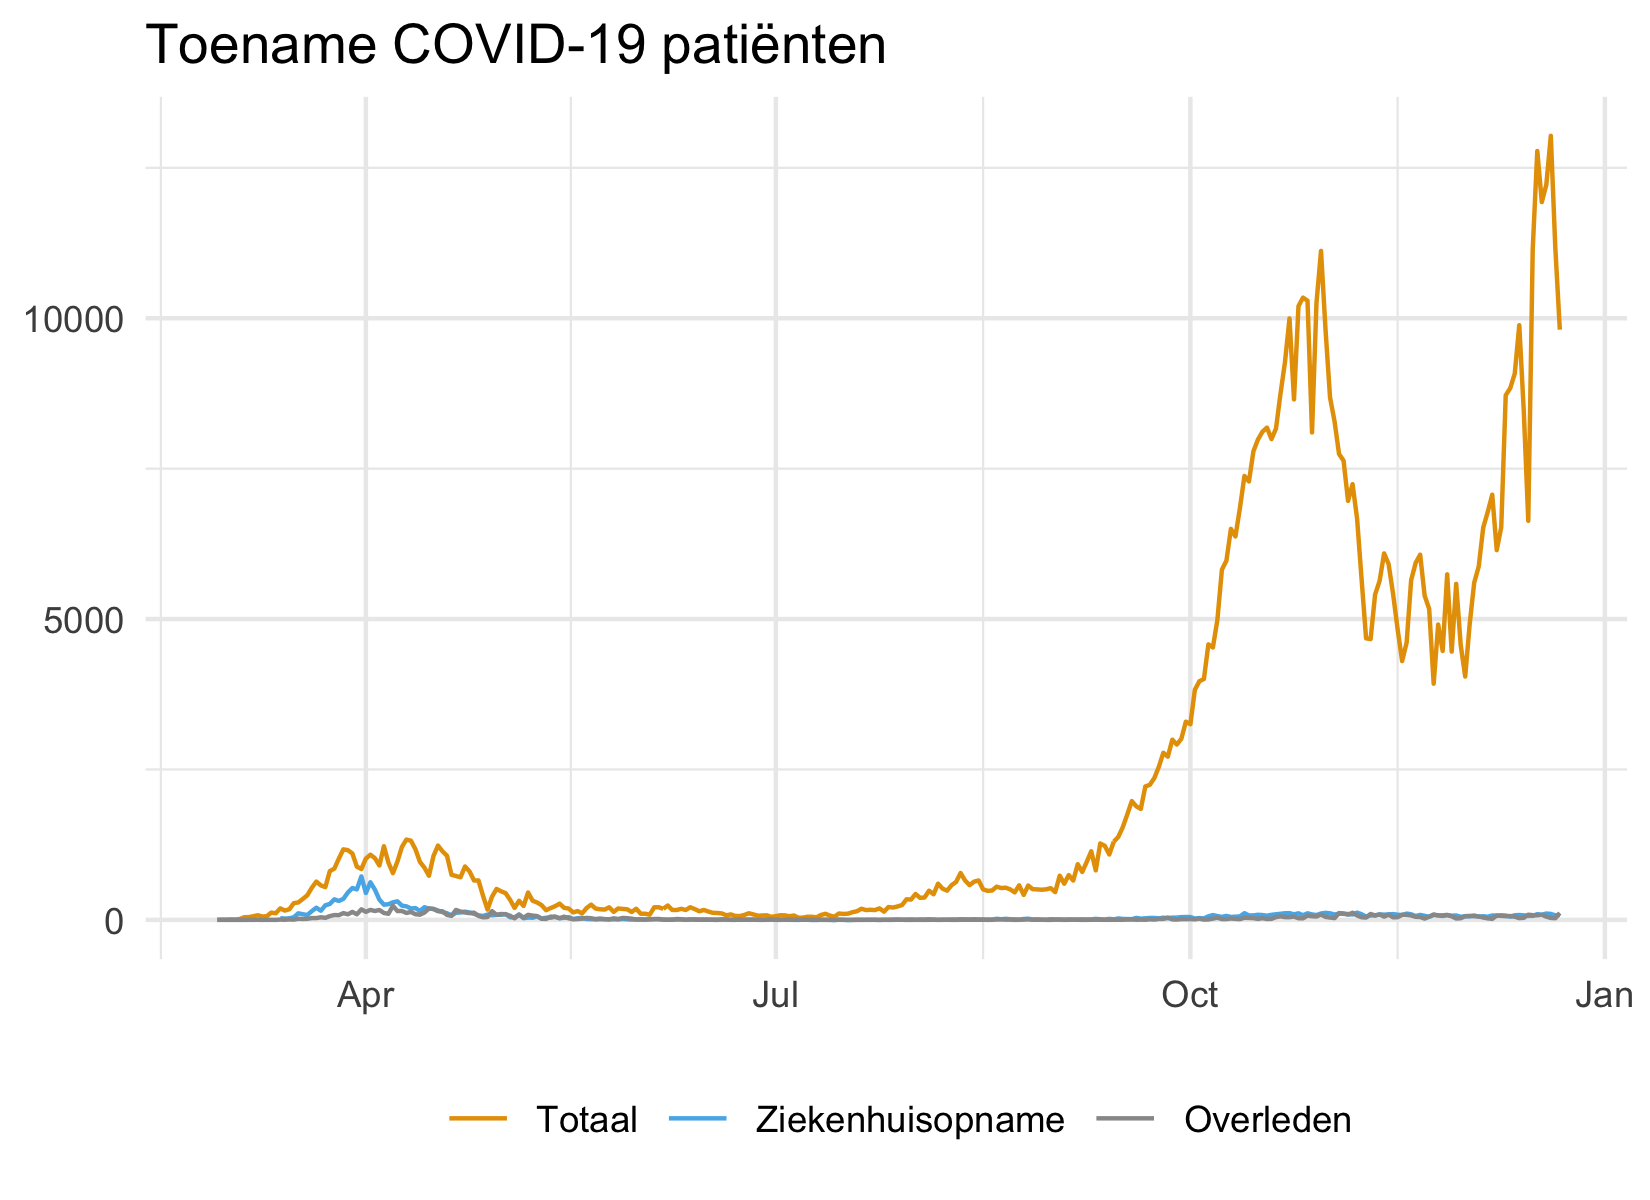 Toename COVID-19 patiënten
10000
5000
0
Apr Jul Oct Jan
Totaal Ziekenhuisopname Overleden